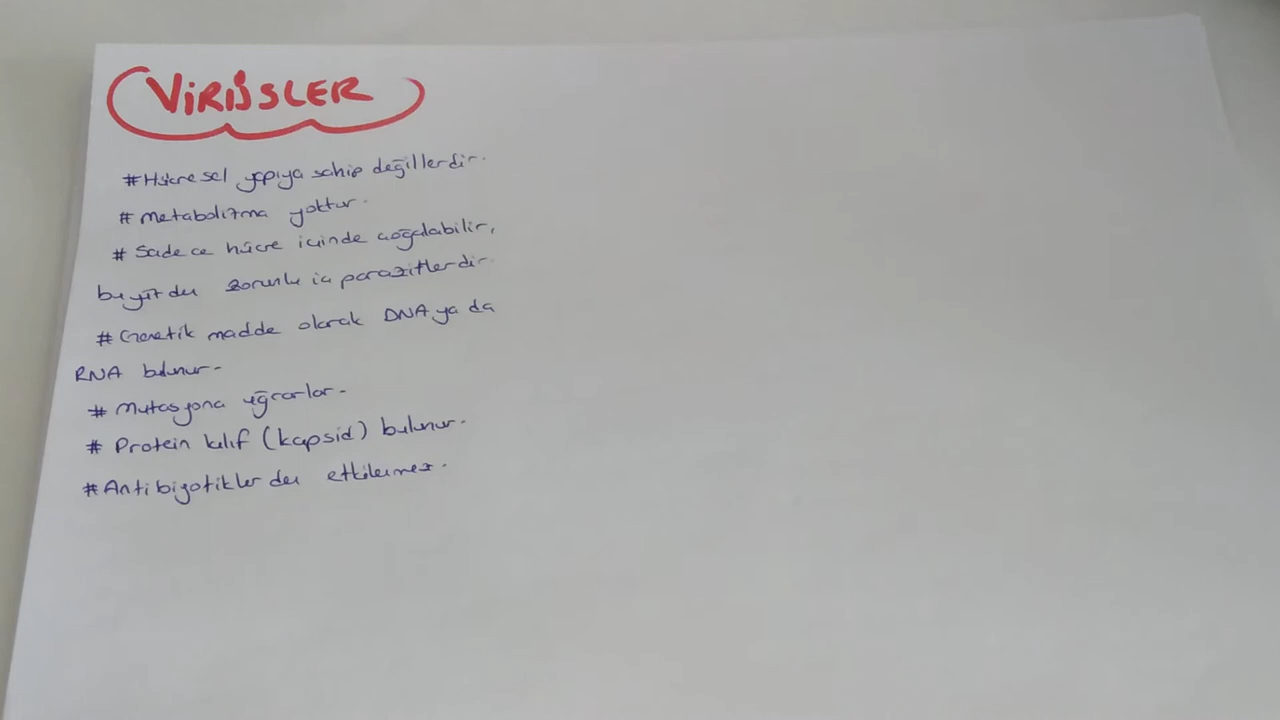 VİRÜSLER
#Hücresel yapıya sahip değillerdir.
# Metabolizma yoktur.
# Sadece hücre içinde çoğalabilir,
bu yüzden zorunlu iç parazitlerdir.
# Genetik madde olarak DNA ya da
RNA bulunur.
# Mutasyona uğrarlar.
# Protein kılıf (kapsid) bulunur.
#Antibiyotikler den etkilenmez.